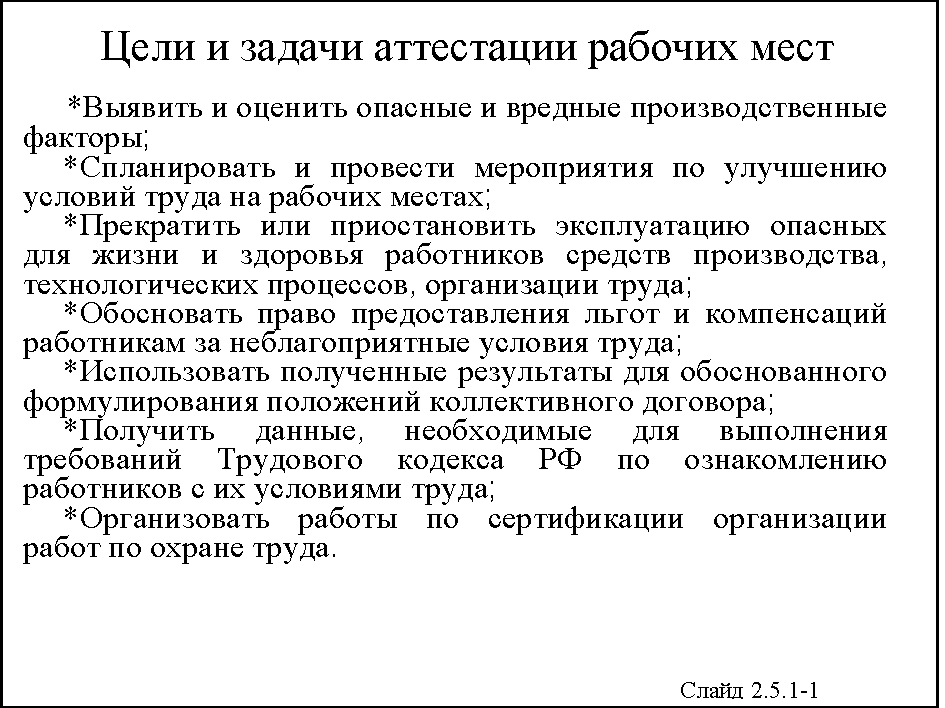 Цели и задачи аттестации рабочих мест
*Выявить и оценить опасные и вредные производственные
факторы;
*Спланировать и провести мероприятия по улучшению
условий труда на рабочих местах;
*Прекратить или приостановить эксплуатацию опасных
для жизни и здоровья работников средств производства,
технологических процессов, организации труда;
*Обосновать право предоставления льгот и компенсаций
работникам за неблагоприятные условия труда;
*Использовать полученные результаты для обоснованного
формулирования положений коллективного договора;
*Получить данные, необходимые для выполнения
требований Трудового кодекса РФ по ознакомлению
работников с их условиями труда;
*Организовать работы по сертификации организации
работ по охране труда.
Слайд 2.5.1-1